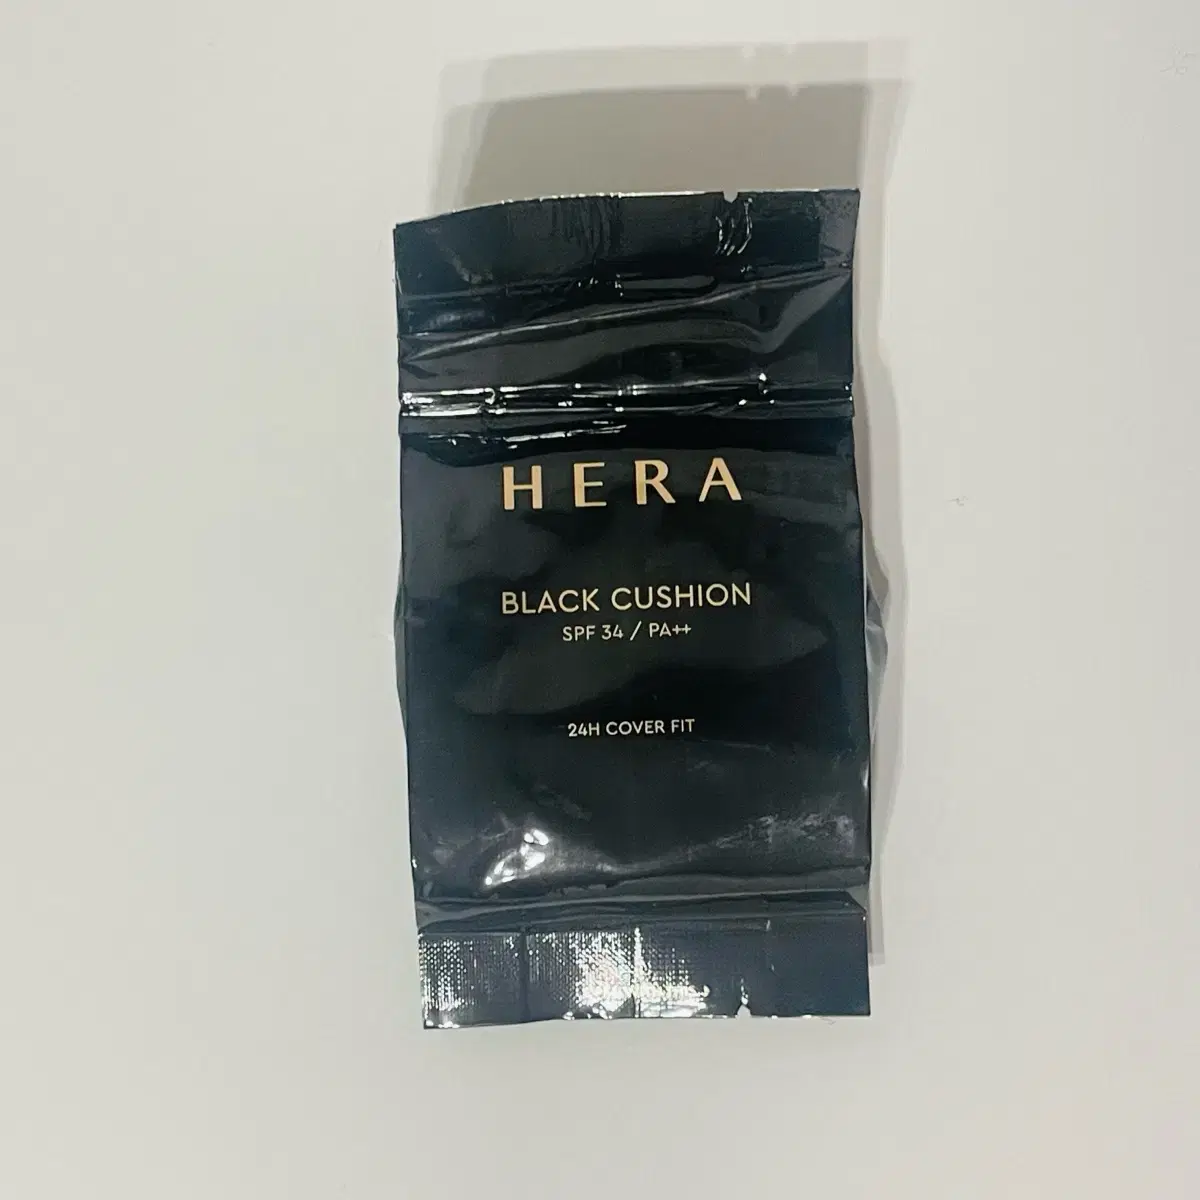 HERA
BLACK CUSHION
SPF 34 / PA++
24H COVER FIT